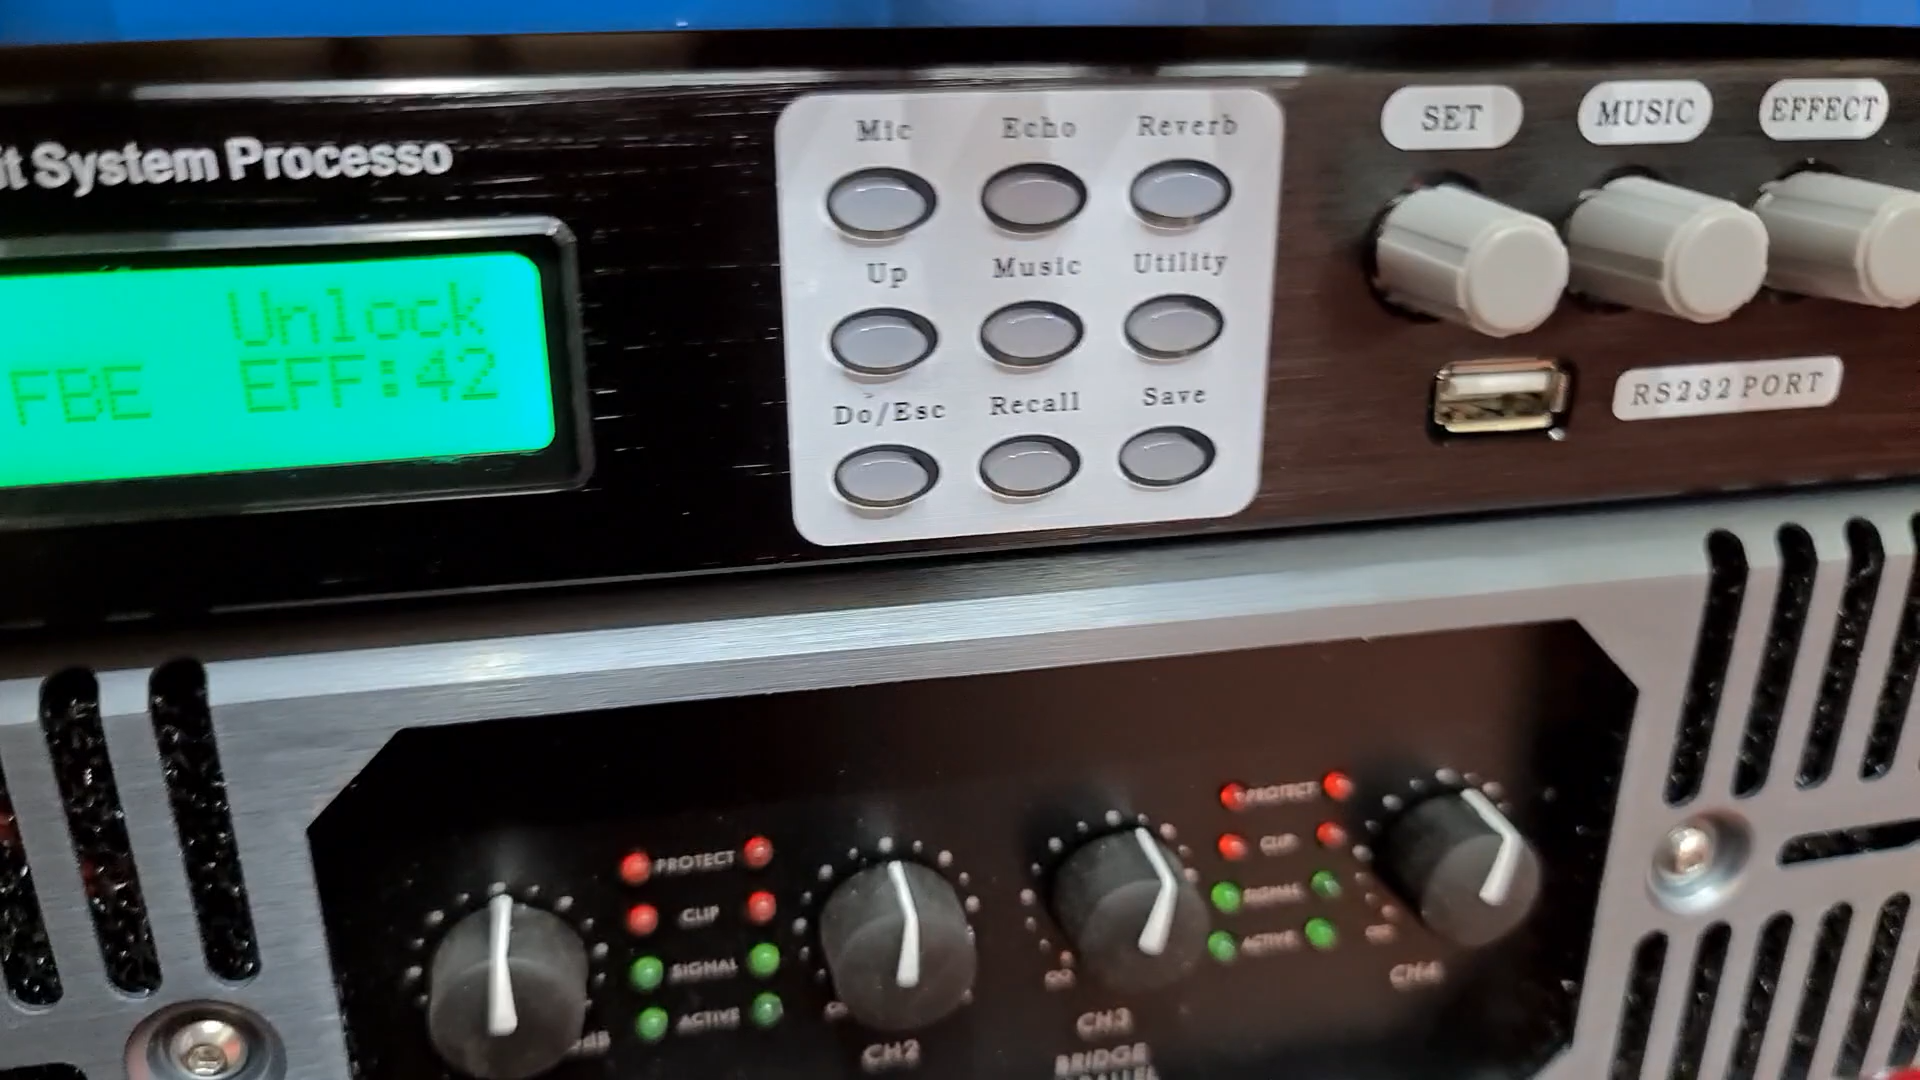 it System Processo
Unlock
FBE EFF:42
Mic Echo Reverb
Up Music Utility
Do/Esc Recall Save
SET MUSIC EFFECT
RS232 PORT
PROTECT
CLIP
SIGNAL
ACTIVE
dB
CH2
PROTECT
CLIP
SIGNAL
ACTIVE
CH3
BRIDGE
CH4